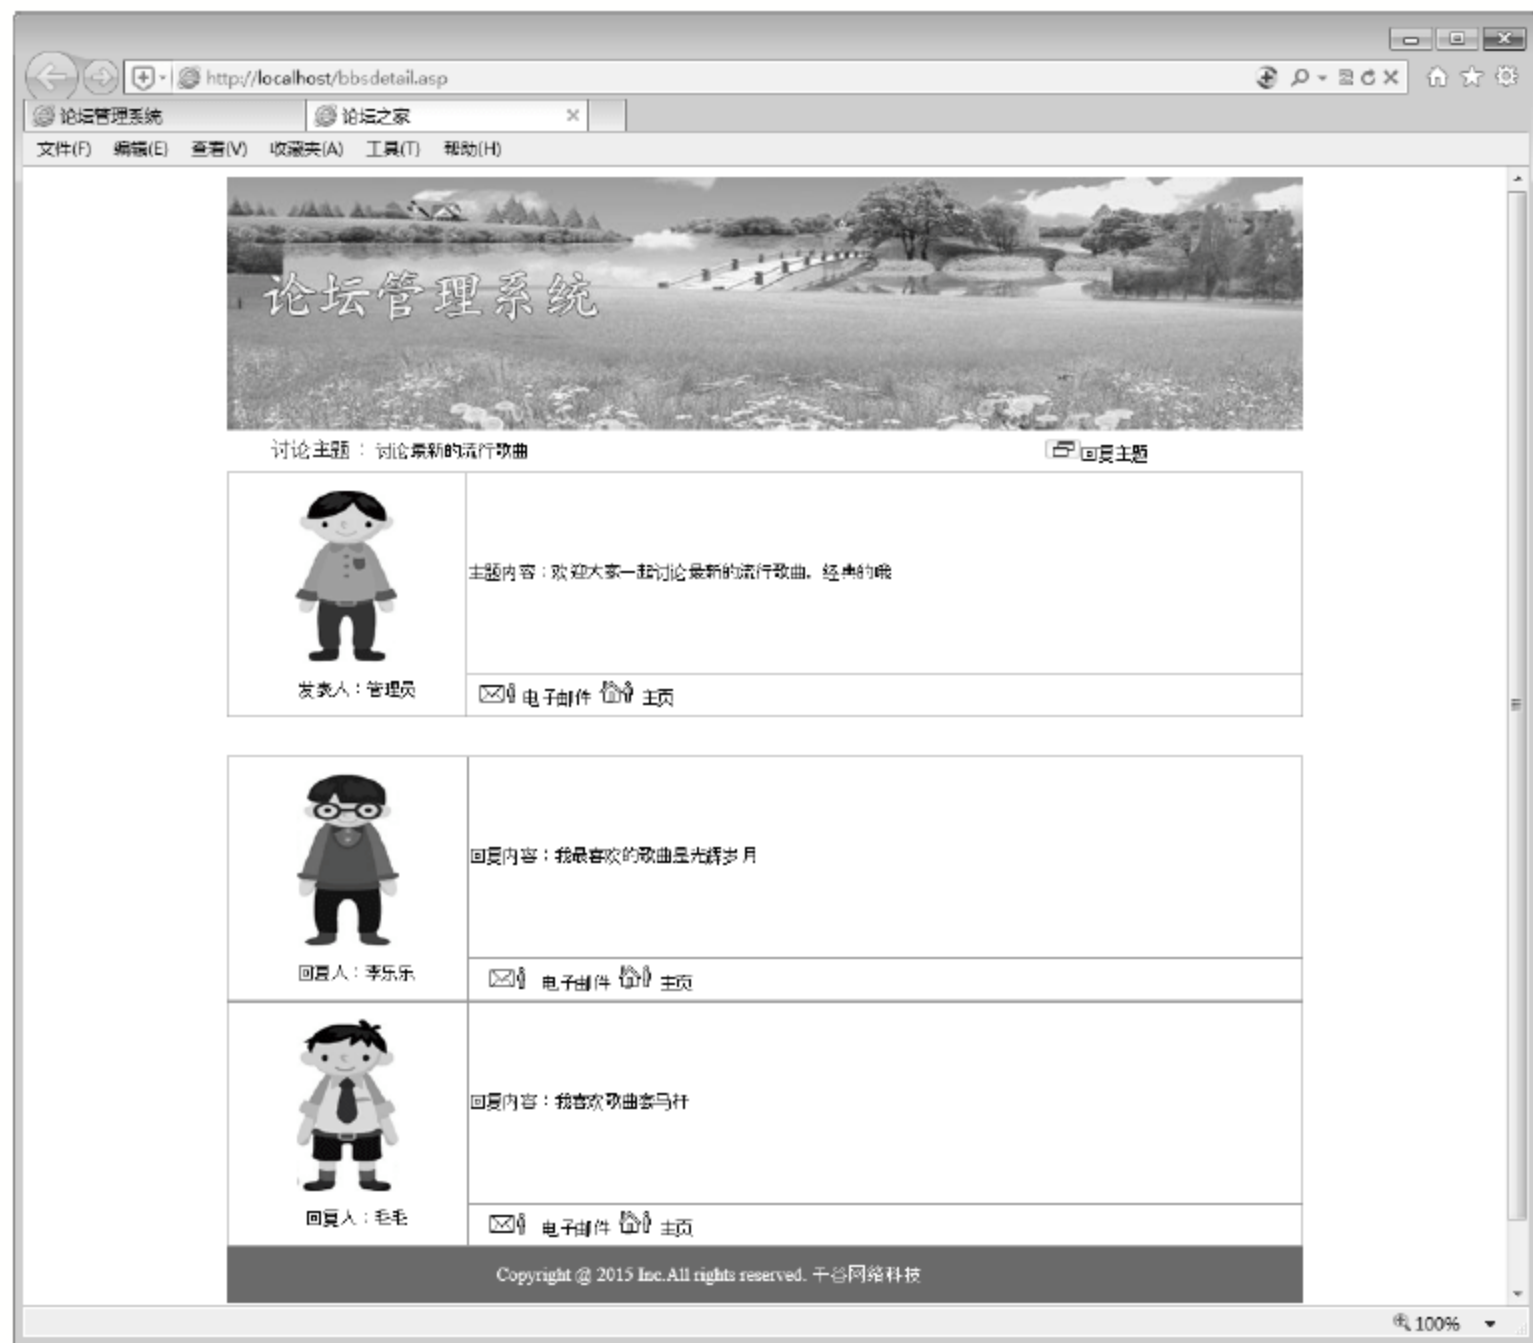 http://localhost/bbsdetail.asp
论坛管理系统 论坛之家
文件(F) 编辑(E) 查看(V) 收藏夹(A) 工具(T) 帮助(H)
论坛管理系统
讨论主题： 讨论最新的流行歌曲 回复主题
主题内容：欢迎大家一起讨论最新的流行歌曲，经典的哦
发表人：管理员
电子邮件 主页
回复内容：我最喜欢的歌曲是光辉岁月
回复人：李乐乐
电子邮件 主页
回复内容：我喜欢歌曲套马杆
回复人：毛毛
电子邮件 主页
Copyright @ 2015 Inc.All rights reserved. 千谷网络科技
100%